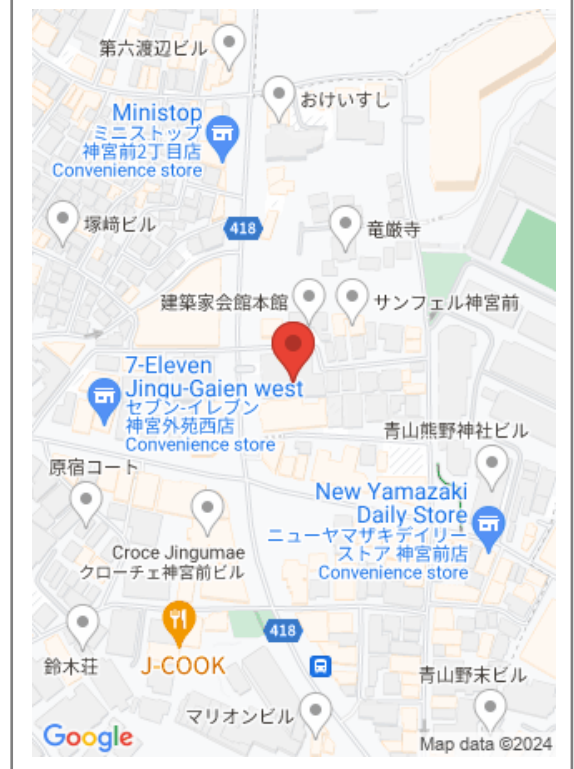 第六渡辺ビル
おけいすし
Ministop
ミニストップ
神宮前2丁目店
Convenience store
塚﨑ビル
418
竜厳寺
建築家会館本館
サンフェル神宮前
7-Eleven
Jingu-Gaien west
セブン-イレブン
神宮外苑西店
Convenience store
青山熊野神社ビル
原宿コート
New Yamazaki
Daily Store
ニューヤマザキデイリー
ストア 神宮前店
Convenience store
Croce Jingumae
クローチェ神宮前ビル
418
鈴木荘
J-COOK
青山野末ビル
マリオンビル
Google
Map data ©2024